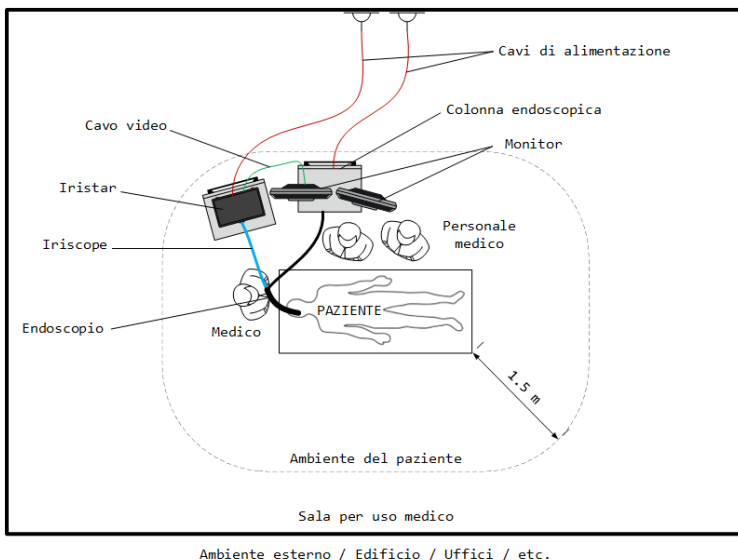 Cavi di alimentazione
Colonna endoscopica
Cavo video
Monitor
Iristar
Personale
medico
Iriscope
PAZIENTE
Endoscopio
Medico
1.5 m
Ambiente del paziente
Sala per uso medico
Ambiente esterno / Edificio / Uffici / etc.